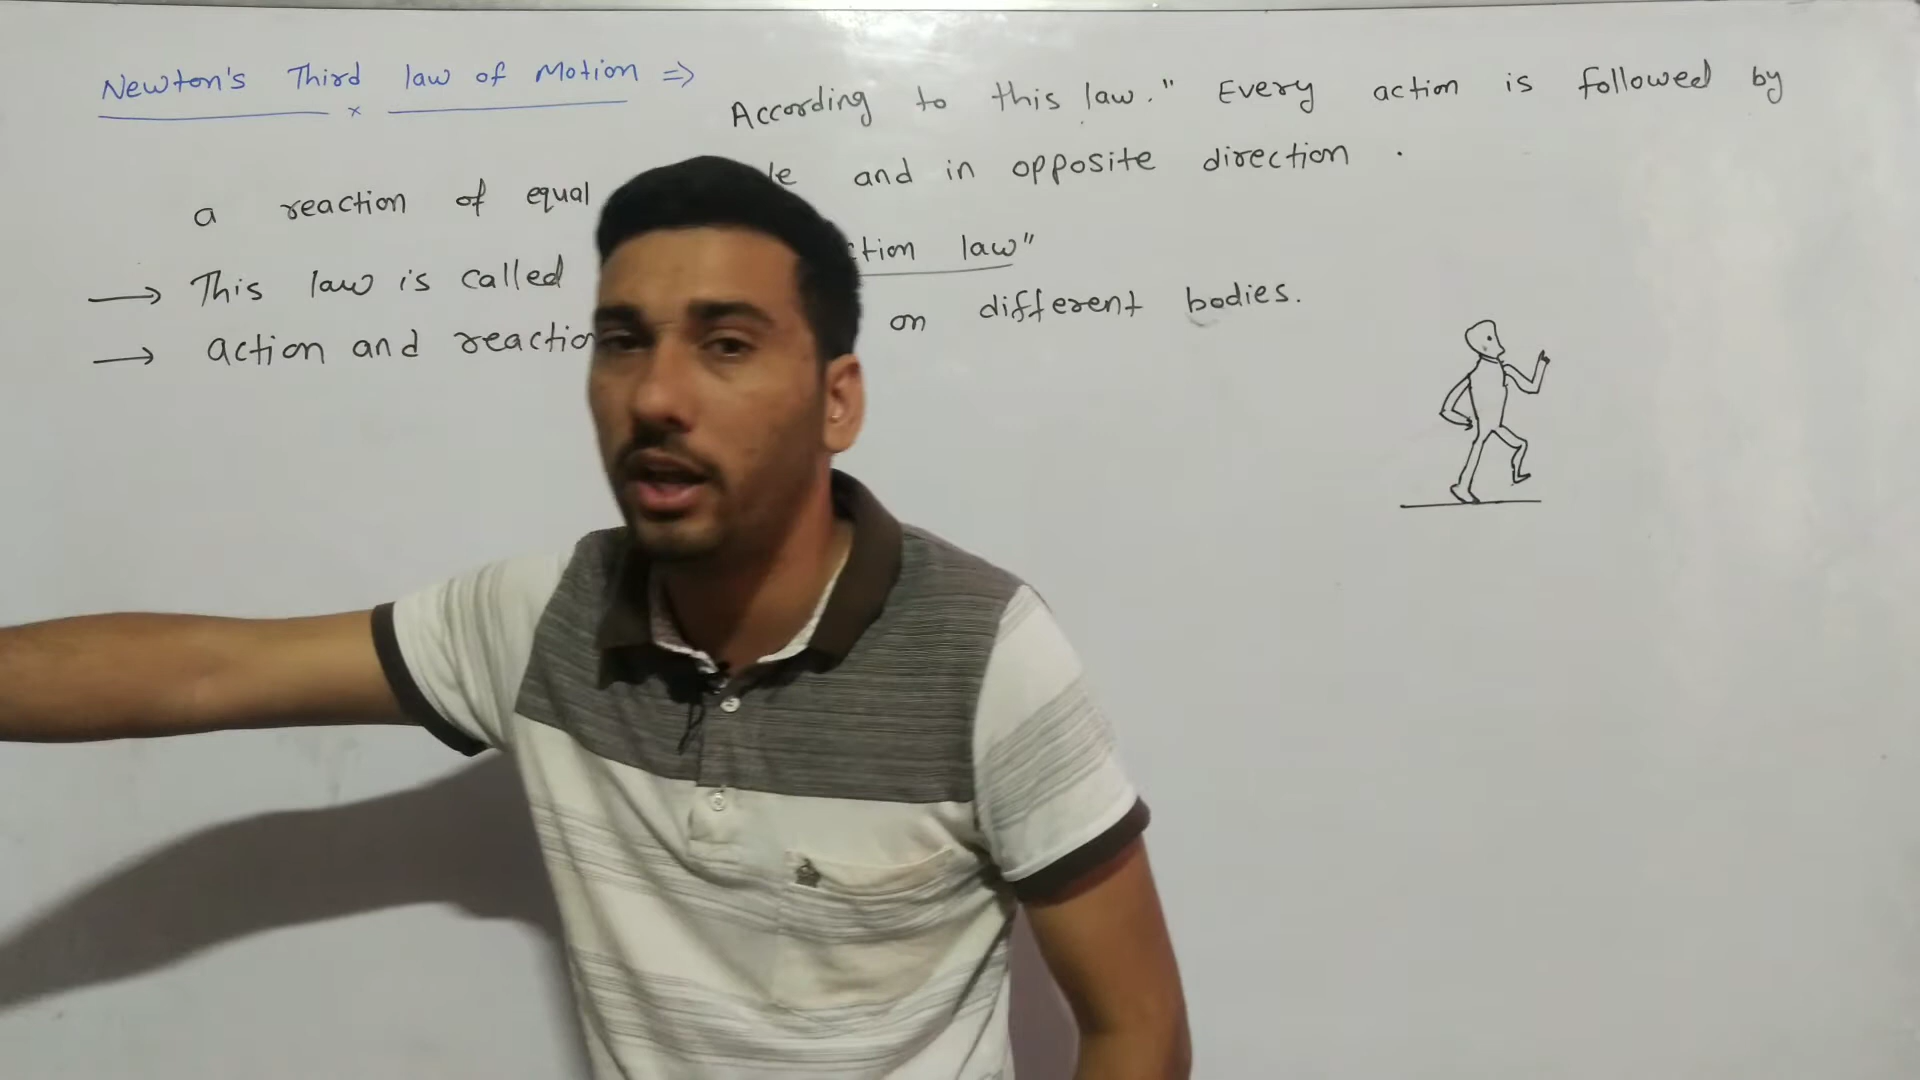 Newton's Third law of Motion ⇒ According to this law." Every action is followed by
a reaction of equal and in opposite direction .
→ This law is called law"
→ action and on different bodies.